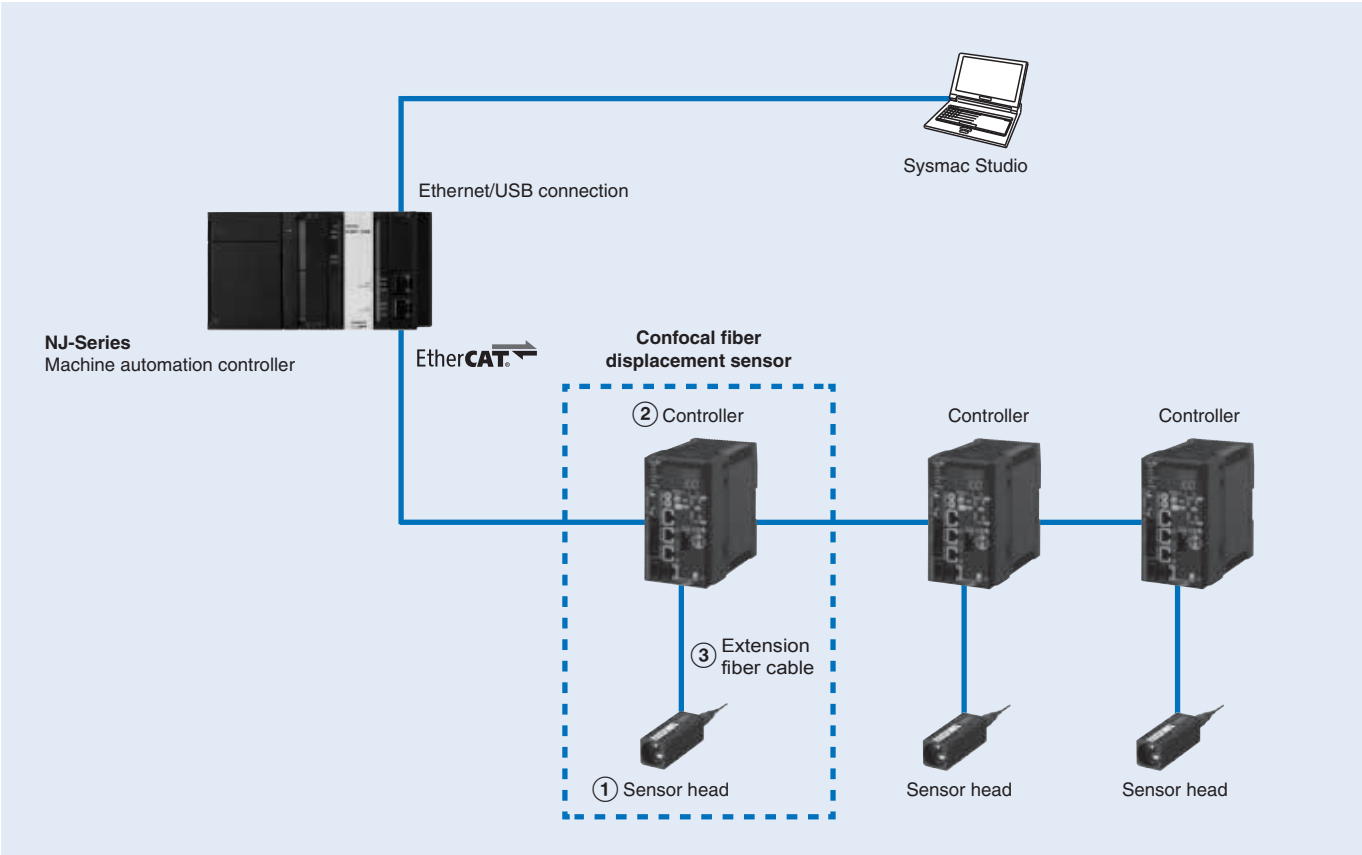 Sysmac Studio
Ethernet/USB connection
NJ-Series
Machine automation controller
EtherCAT®
Confocal fiber
displacement sensor
② Controller
Controller
Controller
③ Extension
fiber cable
① Sensor head
Sensor head
Sensor head